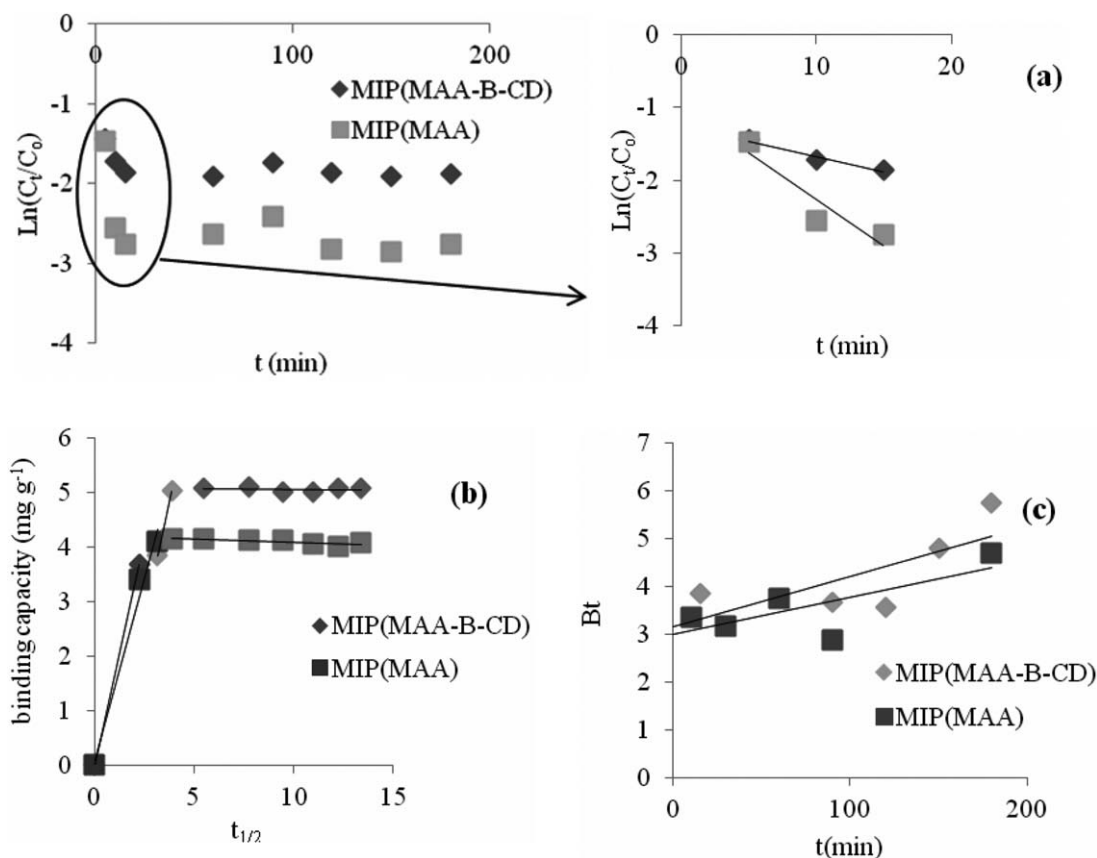 0
0
100
200
-1
-2
-3
-4
Ln(Cₜ/Cₒ)
MIP(MAA-B-CD)
MIP(MAA)
t (min)
0
0
10
20
-1
-2
-3
-4
Ln(Cₜ/Cₒ)
t (min)
(a)
6
5
4
3
2
1
0
binding capacity (mg g⁻¹)
(b)
MIP(MAA-B-CD)
MIP(MAA)
0
5
10
15
t₁/₂
7
6
5
4
3
2
1
0
Bt
(c)
MIP(MAA-B-CD)
MIP(MAA)
0
100
200
t(min)